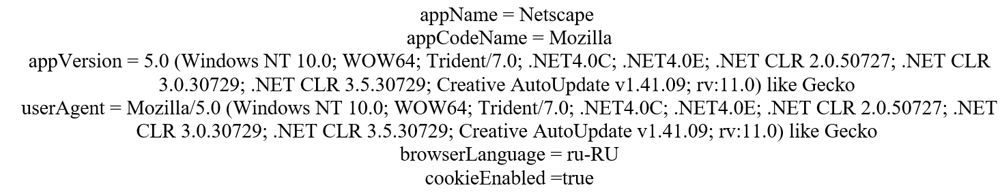 appName = Netscape
appCodeName = Mozilla
appVersion = 5.0 (Windows NT 10.0; WOW64; Trident/7.0; .NET4.0C; .NET4.0E; .NET CLR 2.0.50727; .NET CLR
3.0.30729; .NET CLR 3.5.30729; Creative AutoUpdate v1.41.09; rv:11.0) like Gecko
userAgent = Mozilla/5.0 (Windows NT 10.0; WOW64; Trident/7.0; .NET4.0C; .NET4.0E; .NET CLR 2.0.50727; .NET
CLR 3.0.30729; .NET CLR 3.5.30729; Creative AutoUpdate v1.41.09; rv:11.0) like Gecko
browserLanguage = ru-RU
cookieEnabled =true